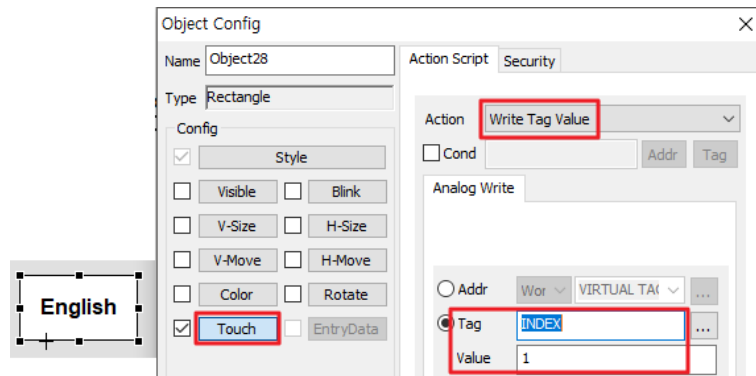 Object Config
Name Object28
Type Rectangle
Config
Style
Visible Blink
V-Size H-Size
V-Move H-Move
Color Rotate
Touch EntryData
English
Action Script Security
Action Write Tag Value
Cond Addr Tag
Analog Write
Addr Wor VIRTUAL TA( ...
Tag INDEX ...
Value 1